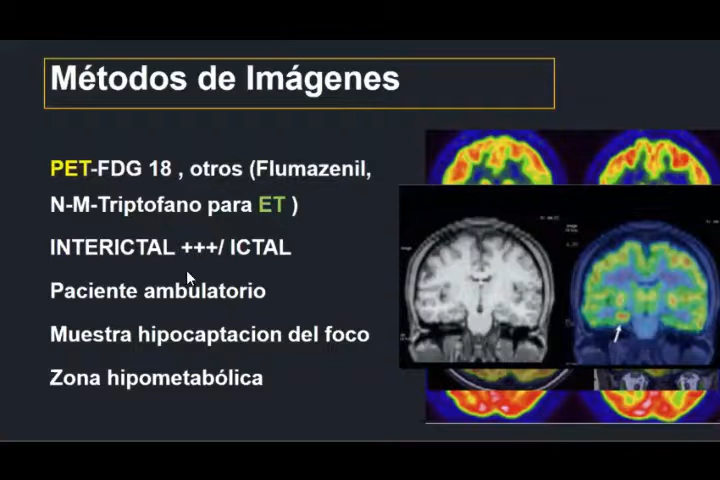 Métodos de Imágenes
PET-FDG 18 , otros (Flumazenil,
N-M-Triptofano para ET )
INTERICTAL +++/ ICTAL
Paciente ambulatorio
Muestra hipocaptacion del foco
Zona hipometabólica